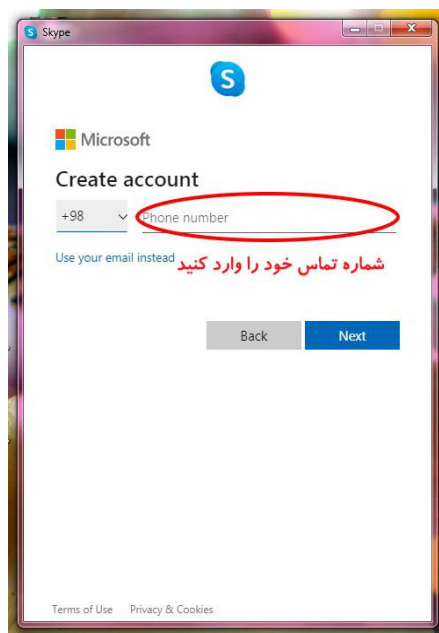 Skype
Microsoft
Create account
+98
Phone number
Use your email instead
شماره تماس خود را وارد کنید
Back
Next
Terms of Use
Privacy & Cookies